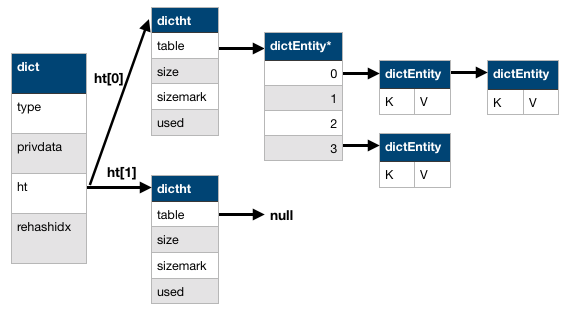 dict
type
privdata
ht
rehashidx
ht[0]
ht[1]
dictht
table
size
sizemark
used
dictht
table
size
sizemark
used
dictEntity*
0
1
2
3
null
dictEntity
K V
dictEntity
K V
dictEntity
K V